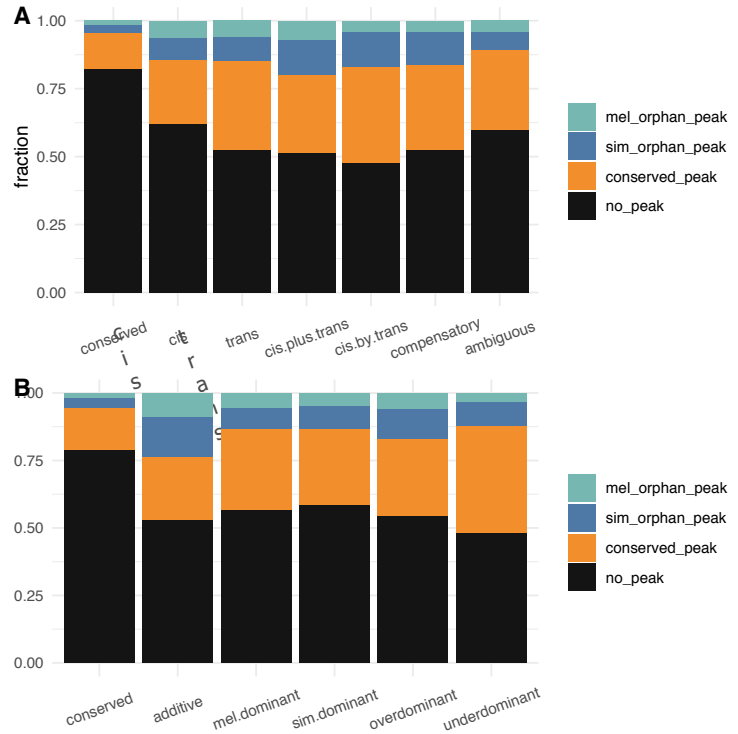 A
1.00
0.75
0.50
0.25
0.00
fraction
conserved
cis
trans
cis.plus.trans
cis.by.trans
compensatory
ambiguous
mel_orphan_peak
sim_orphan_peak
conserved_peak
no_peak
cis
trans
B
1.00
0.75
0.50
0.25
0.00
conserved
additive
mel.dominant
sim.dominant
overdominant
underdominant
mel_orphan_peak
sim_orphan_peak
conserved_peak
no_peak